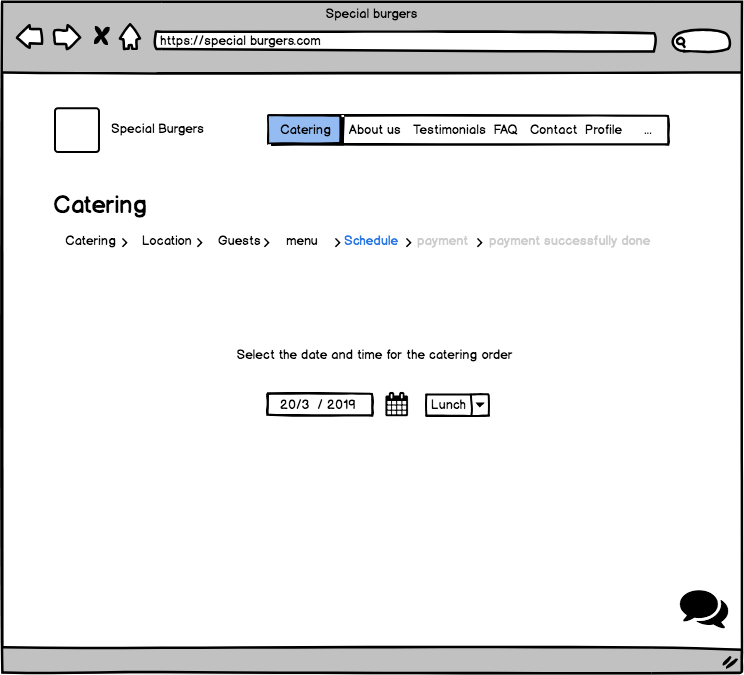 Special burgers
https://special burgers.com
Special Burgers
Catering About us Testimonials FAQ Contact Profile ...
Catering
Catering > Location > Guests > menu > Schedule > payment > payment successfully done
Select the date and time for the catering order
20/3 / 2019 Lunch